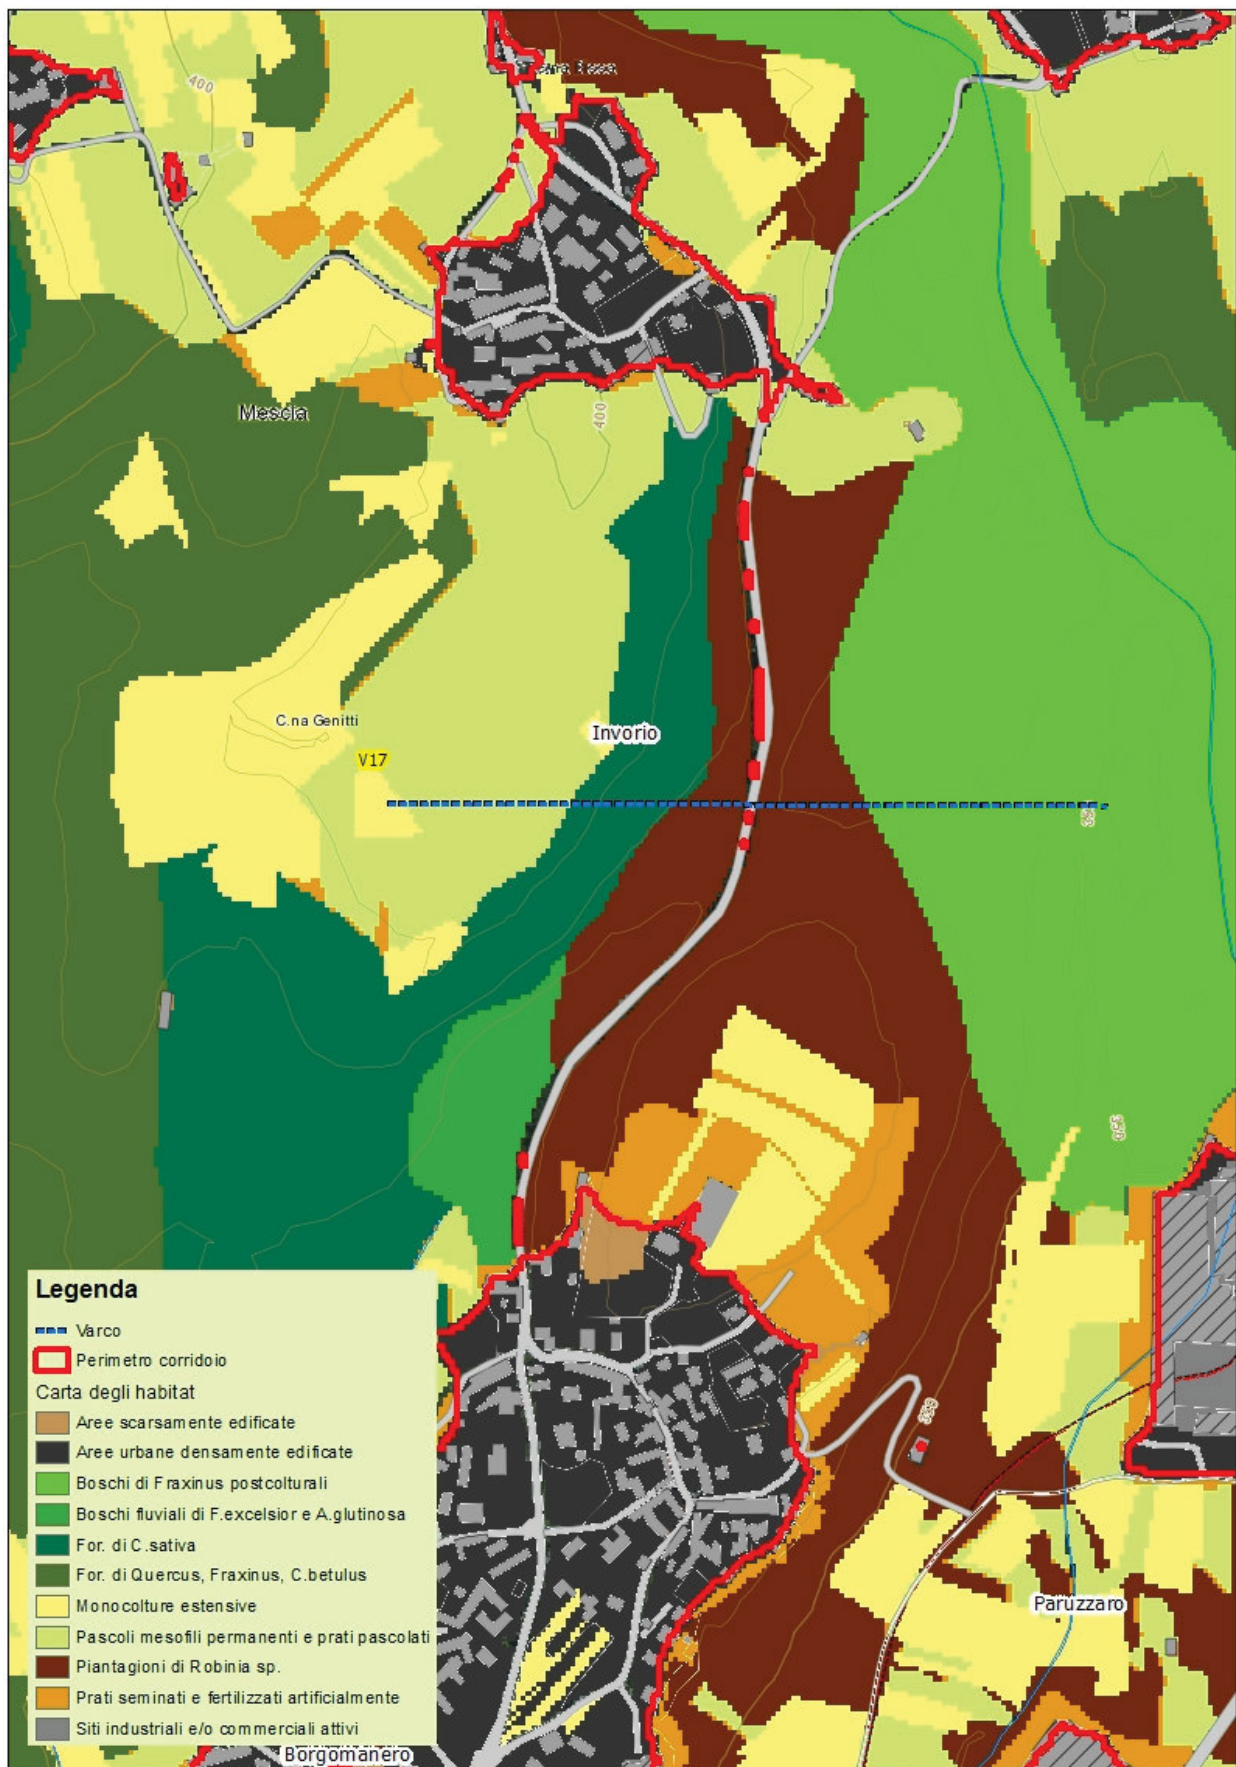 400
Mescia
400
C.na Genitti
Invorio
V17
350
Legenda
Varco
Perimetro corridoio
Carta degli habitat
Aree scarsamente edificate
Aree urbane densamente edificate
Boschi di Fraxinus postcolturali
Boschi fluviali di F.excelsior e A.glutinosa
For. di C.sativa
For. di Quercus, Fraxinus, C.betulus
Monocolture estensive
Pascoli mesofili permanenti e prati pascolati
Piantagioni di Robinia sp.
Prati seminati e fertilizzati artificialmente
Siti industriali e/o commerciali attivi
Paruzzaro
Borgomanero